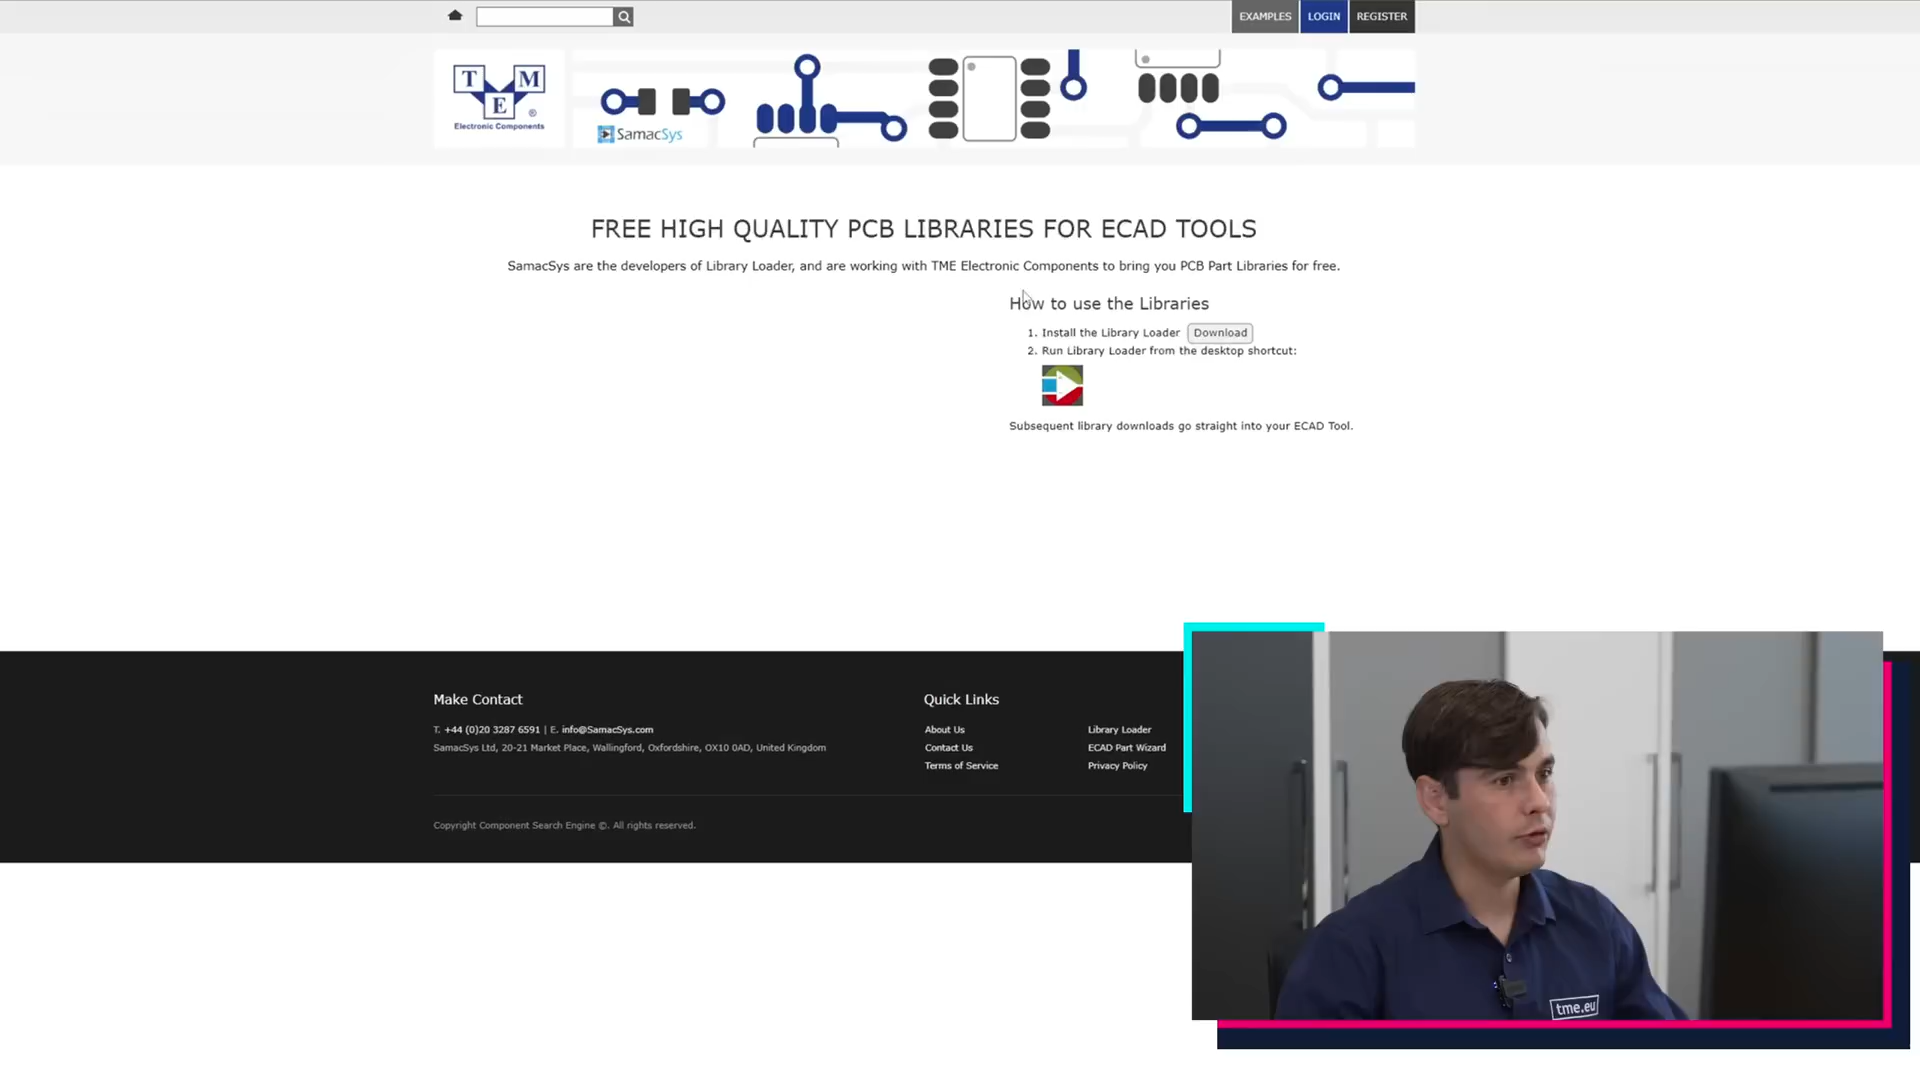 EXAMPLES LOGIN REGISTER
T M E ®
Electronic Components
SamacSys
FREE HIGH QUALITY PCB LIBRARIES FOR ECAD TOOLS
SamacSys are the developers of Library Loader, and are working with TME Electronic Components to bring you PCB Part Libraries for free.
How to use the Libraries
1. Install the Library Loader Download
2. Run Library Loader from the desktop shortcut:
Subsequent library downloads go straight into your ECAD Tool.
Make Contact
T. +44 (0)20 3287 6591 | E. info@SamacSys.com
SamacSys Ltd, 20-21 Market Place, Wallingford, Oxfordshire, OX10 0AD, United Kingdom
Quick Links
About Us
Contact Us
Terms of Service
Library Loader
ECAD Part Wizard
Privacy Policy
Copyright Component Search Engine ©. All rights reserved.
tme.eu